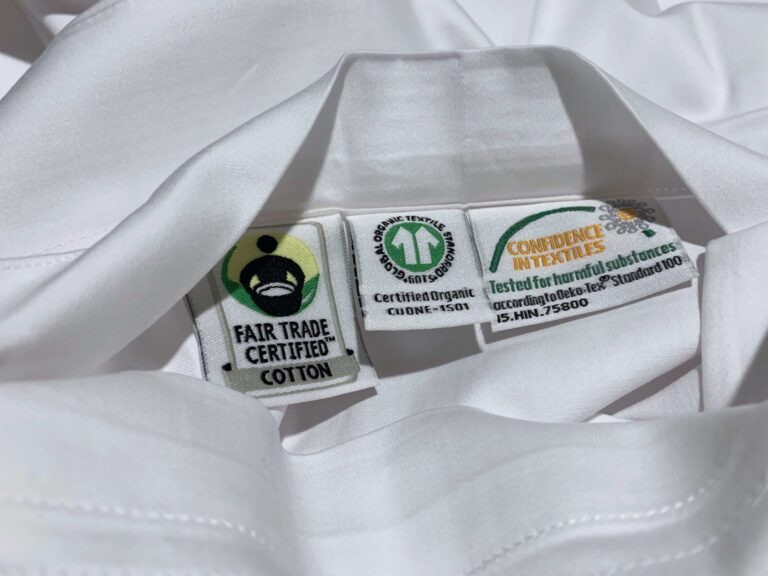 FAIR TRADE
CERTIFIED™
COTTON
GLOBAL ORGANIC TEXTILE STANDARD
GOTS
Certified Organic
CU ONE-1501
CONFIDENCE
IN TEXTILES
Tested for harmful substances
according to Oeko-Tex® Standard 100
15.HIN.75800